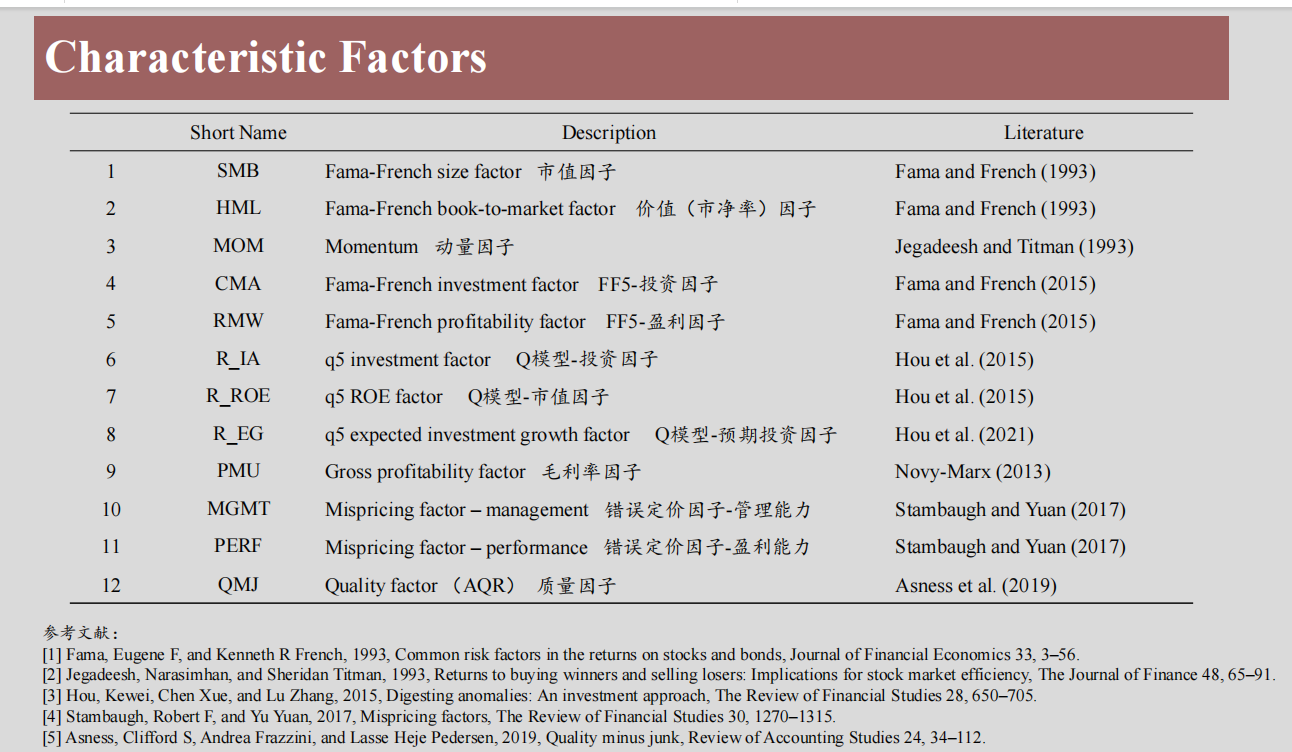 Characteristic Factors
Short Name Description Literature
1 SMB Fama-French size factor 市值因子 Fama and French (1993)
2 HML Fama-French book-to-market factor 价值（市净率）因子 Fama and French (1993)
3 MOM Momentum 动量因子 Jegadeesh and Titman (1993)
4 CMA Fama-French investment factor FF5-投资因子 Fama and French (2015)
5 RMW Fama-French profitability factor FF5-盈利因子 Fama and French (2015)
6 R_IA q5 investment factor Q模型-投资因子 Hou et al. (2015)
7 R_ROE q5 ROE factor Q模型-市值因子 Hou et al. (2015)
8 R_EG q5 expected investment growth factor Q模型-预期投资因子 Hou et al. (2021)
9 PMU Gross profitability factor 毛利率因子 Novy-Marx (2013)
10 MGMT Mispricing factor – management 错误定价因子-管理能力 Stambaugh and Yuan (2017)
11 PERF Mispricing factor – performance 错误定价因子-盈利能力 Stambaugh and Yuan (2017)
12 QMJ Quality factor （AQR） 质量因子 Asness et al. (2019)
参考文献：
[1] Fama, Eugene F, and Kenneth R French, 1993, Common risk factors in the returns on stocks and bonds, Journal of Financial Economics 33, 3–56.
[2] Jegadeesh, Narasimhan, and Sheridan Titman, 1993, Returns to buying winners and selling losers: Implications for stock market efficiency, The Journal of Finance 48, 65–91.
[3] Hou, Kewei, Chen Xue, and Lu Zhang, 2015, Digesting anomalies: An investment approach, The Review of Financial Studies 28, 650–705.
[4] Stambaugh, Robert F, and Yu Yuan, 2017, Mispricing factors, The Review of Financial Studies 30, 1270–1315.
[5] Asness, Clifford S, Andrea Frazzini, and Lasse Heje Pedersen, 2019, Quality minus junk, Review of Accounting Studies 24, 34–112.